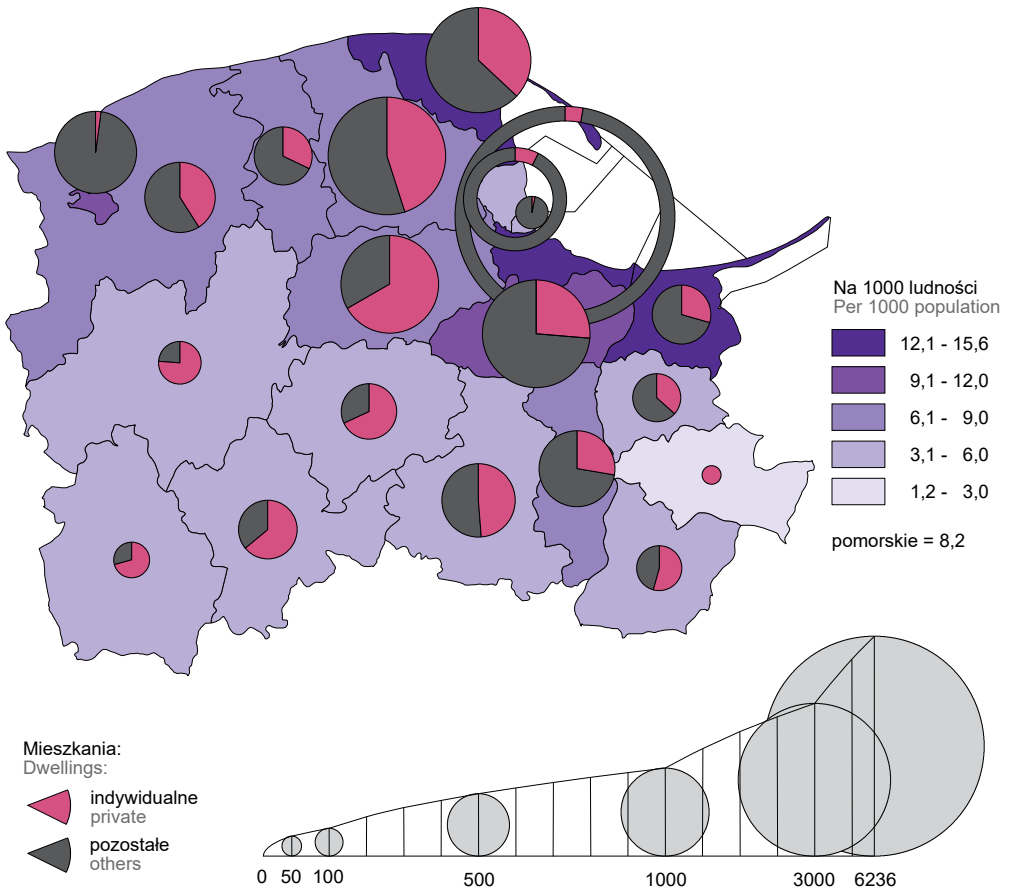 Na 1000 ludności
Per 1000 population
12,1 - 15,6
9,1 - 12,0
6,1 - 9,0
3,1 - 6,0
1,2 - 3,0
pomorskie = 8,2
Mieszkania:
Dwellings:
indywidualne
private
pozostałe
others
0 50 100 500 1000 3000 6236